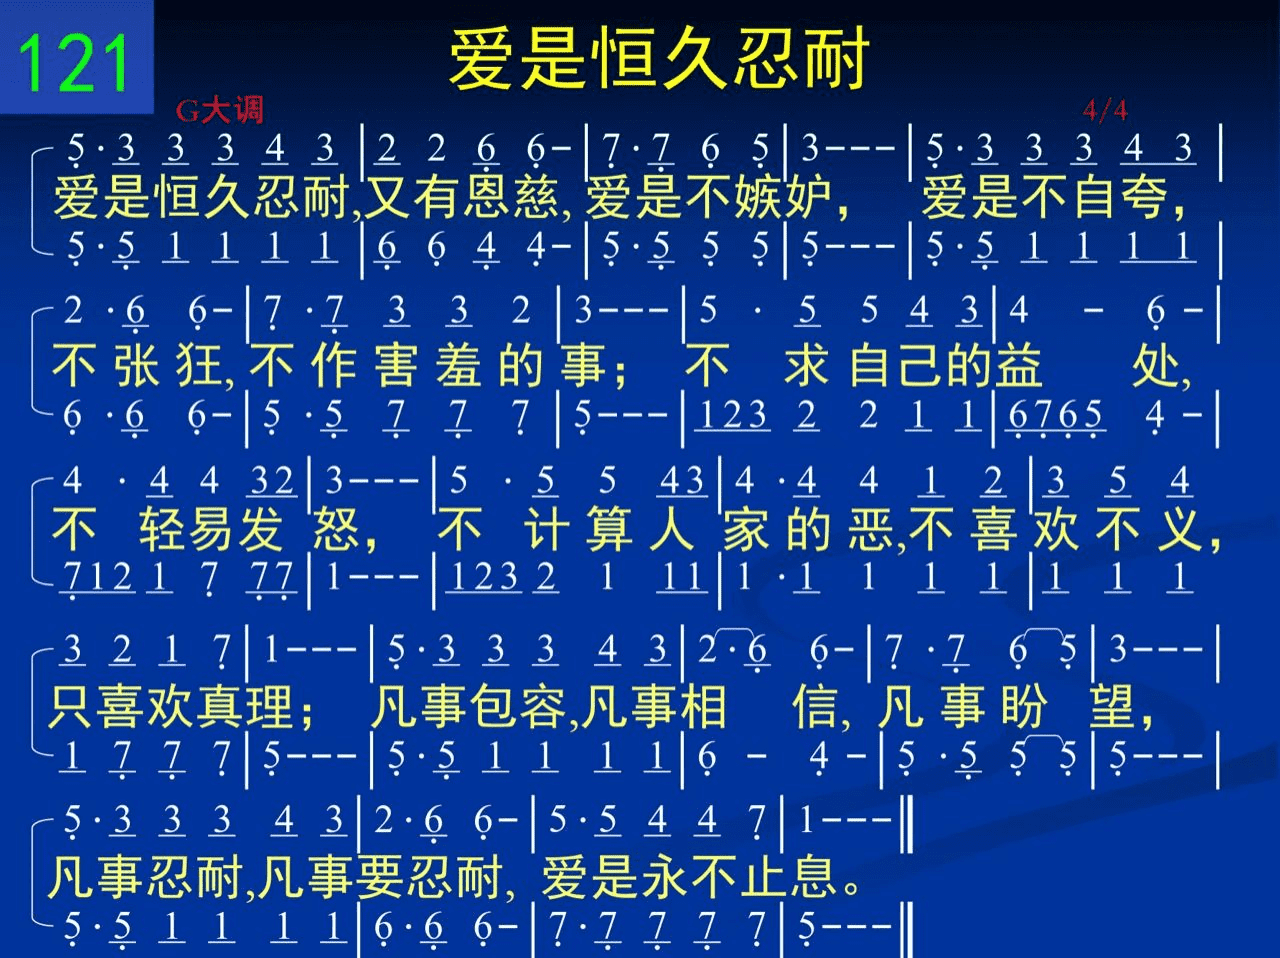 121
爱是恒久忍耐
G大调 4/4
5·3 3 3 4 3|2 2 6 6-|7·7 6 5|3---|5·3 3 3 4 3|
爱是恒久忍耐,又有恩慈,爱是不嫉妒， 爱是不自夸，
5·5 1 1 1 1|6 6 4 4-|5·5 5 5|5---|5·5 1 1 1 1|
2·6 6-|7·7 3 3 2|3---|5·5 5 4 3|4 - 6-|
不张狂,不作害羞的事； 不求自己的益处,
6·6 6-|5·5 7 7 7|5---|123 2 2 1 1|6765 4-|
4·4 4 32|3---|5·5 5 43|4·4 4 1 2|3 5 4
不轻易发怒， 不计算人家的恶,不喜欢不义，
712 1 7 77|1---|123 2 1 11|1·1 1 1 1|1 1 1
3 2 1 7|1---|5·3 3 3 4 3|2·6 6-|7·7 6 5|3---|
只喜欢真理； 凡事包容,凡事相信,凡事盼望，
1 7 7 7|5---|5·5 1 1 1 1|6 - 4-|5·5 5 5|5---|
5·3 3 3 4 3|2·6 6-|5·5 4 4 7|1---‖
凡事忍耐,凡事要忍耐,爱是永不止息。
5·5 1 1 1 1|6·6 6-|7·7 7 7 7|5---‖